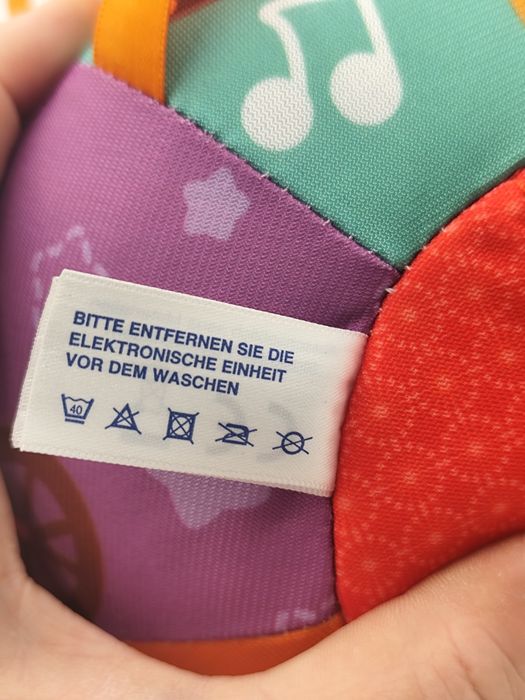 BITTE ENTFERNEN SIE DIE
ELEKTRONISCHE EINHEIT
VOR DEM WASCHEN
40